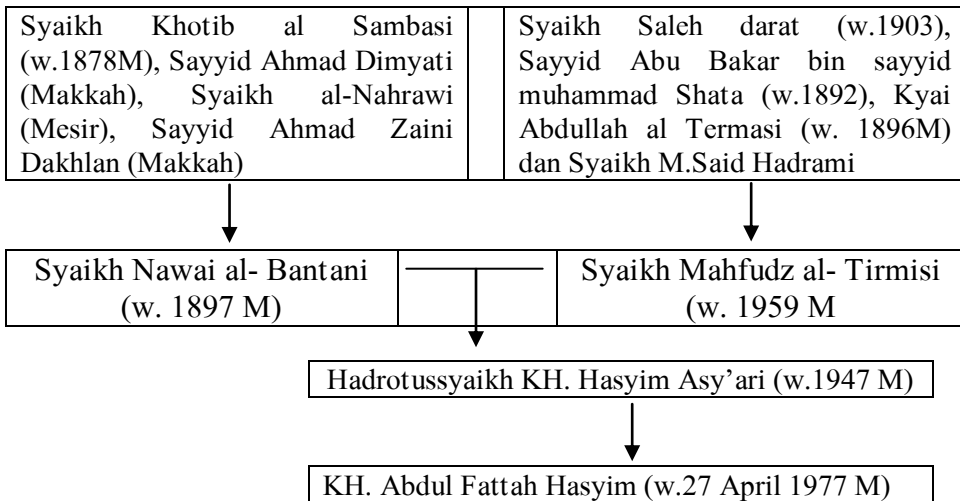 Syaikh Khotib al Sambasi
(w.1878M), Sayyid Ahmad Dimyati
(Makkah), Syaikh al-Nahrawi
(Mesir), Sayyid Ahmad Zaini
Dakhlan (Makkah)
Syaikh Saleh darat (w.1903),
Sayyid Abu Bakar bin sayyid
muhammad Shata (w.1892), Kyai
Abdullah al Termasi (w. 1896M)
dan Syaikh M.Said Hadrami
Syaikh Nawai al- Bantani
(w. 1897 M)
Syaikh Mahfudz al- Tirmisi
(w. 1959 M
Hadrotussyaikh KH. Hasyim Asy’ari (w.1947 M)
KH. Abdul Fattah Hasyim (w.27 April 1977 M)